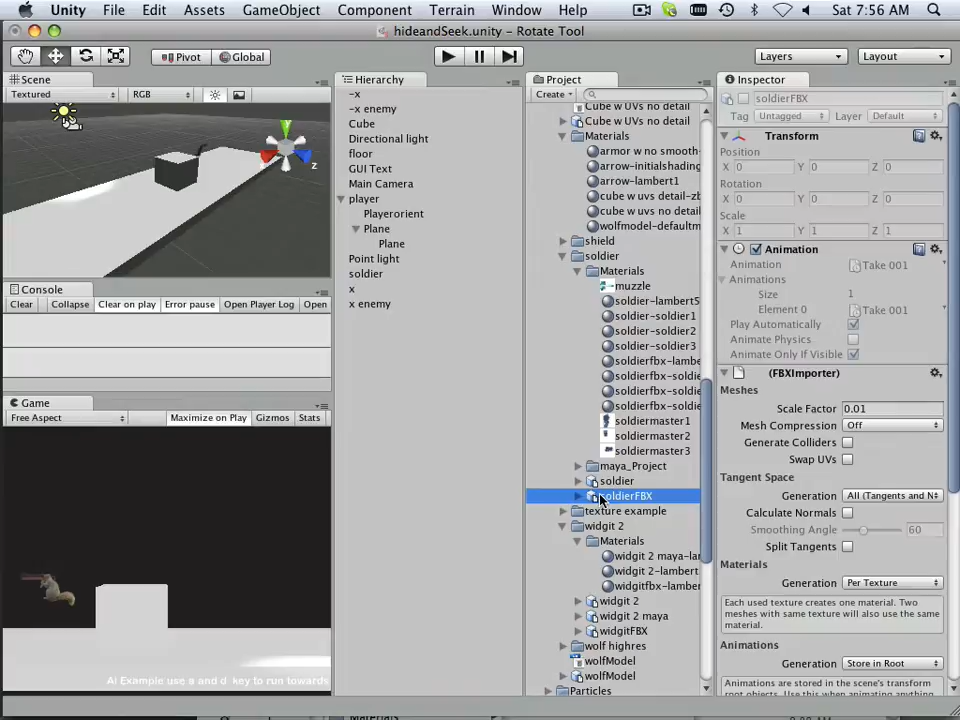 Unity File Edit Assets GameObject Component Terrain Window Help Sat 7:56 AM
hideandSeek.unity - Rotate Tool
Pivot Global Layers Layout
Scene
Textured RGB
Z
Console
Clear Collapse Clear on play Error pause Open Player Log Open
Game
Free Aspect Maximize on Play Gizmos Stats
AI Example use a and d key to run towards
Hierarchy
-x
-x enemy
Cube
Directional light
floor
GUI Text
Main Camera
player
Playerorient
Plane
Plane
Point light
soldier
x
x enemy
Project
Create
Cube w UVs no detail
Cube w UVs no detail
Materials
armor w no smooth-
arrow-initialshading
arrow-lambert1
cube w uvs detail-zb
cube w uvs no detail
wolfmodel-defaultm
shield
soldier
Materials
muzzle
soldier-lambert5
soldier-soldier1
soldier-soldier2
soldier-soldier3
soldierfbx-lambe
soldierfbx-soldie
soldierfbx-soldie
soldierfbx-soldie
soldiermaster1
soldiermaster2
soldiermaster3
maya_Project
soldier
soldierFBX
texture example
widgit 2
Materials
widgit 2 maya-lar
widgit 2-lambert
widgitfbx-lamber
widgit 2
widgit 2 maya
widgitFBX
wolf highres
wolfModel
wolfModel
Particles
Inspector
soldierFBX
Tag Untagged Layer Default
Transform
Position
X 0 Y 0 Z 0
Rotation
X 0 Y 0 Z 0
Scale
X 1 Y 1 Z 1
Animation
Animation Take 001
Animations
Size 1
Element 0 Take 001
Play Automatically
Animate Physics
Animate Only If Visible
(FBXImporter)
Meshes
Scale Factor 0.01
Mesh Compression Off
Generate Colliders
Swap UVs
Tangent Space
Generation All (Tangents and N
Calculate Normals
Smoothing Angle 60
Split Tangents
Materials
Generation Per Texture
Each used texture creates one material. Two
meshes with same texture will also use the same
material.
Animations
Generation Store in Root
Animations are stored in the scene's transform